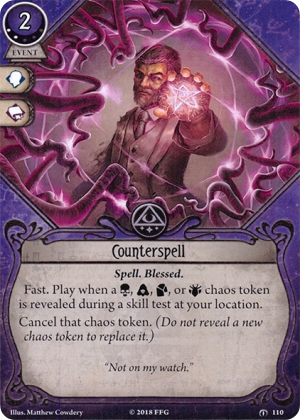 2
EVENT
Counterspell
Spell. Blessed.
Fast. Play when a , , , or chaos token
is revealed during a skill test at your location.
Cancel that chaos token. (Do not reveal a new
chaos token to replace it.)
"Not on my watch."
Illus. Matthew Cowdery
© 2018 FFG
110